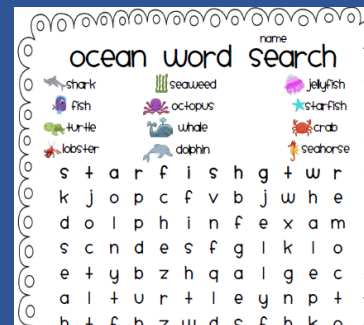 name
ocean word search
shark seaweed jellyfish
fish octopus starfish
turtle whale crab
lobster dolphin seahorse
s t a r f i s h g t w r
k j o p c f v b j w h e
d o l p h i n f e x a m
s c n d e s f g l k l o
e t y b z h q a l g e c
a l t u r t l e y n p t
h t f h z w d s f h k o